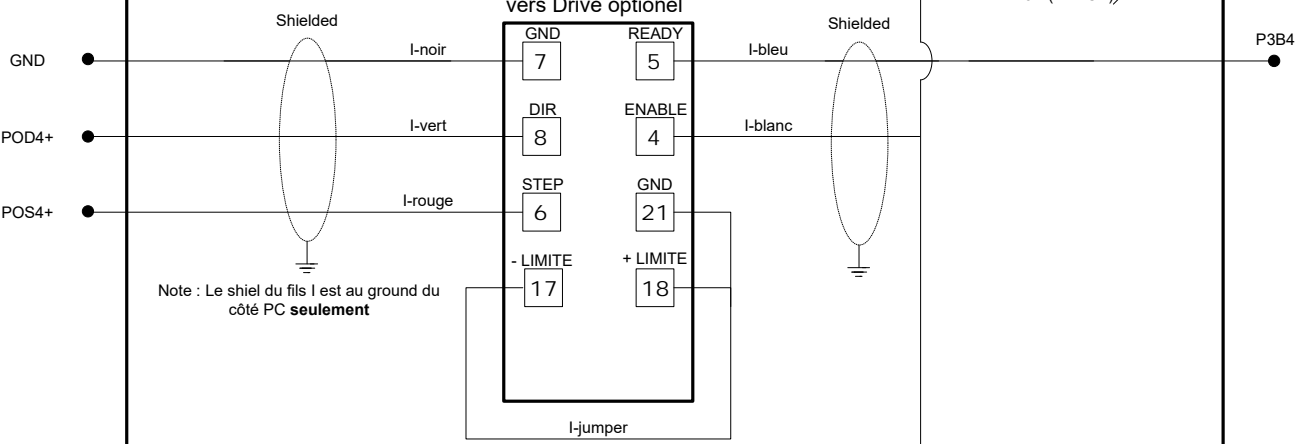 vers Drive optionel
Shielded
Shielded
GND
READY
P3B4
GND
I-noir
7
5
I-bleu
DIR
ENABLE
POD4+
I-vert
8
4
I-blanc
STEP
GND
POS4+
I-rouge
6
21
- LIMITE
+ LIMITE
17
18
Note : Le shiel du fils I est au ground du
côté PC seulement
I-jumper